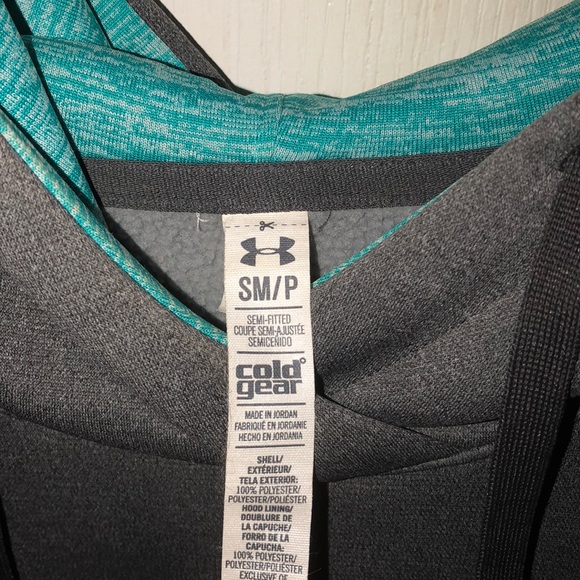 SM/P
SEMI-FITTED
COUPE SEMI-AJUSTÉE
SEMICEÑIDO
cold
gear
MADE IN JORDAN
FABRIQUÉ EN JORDANIE
HECHO EN JORDANIA
SHELL/
EXTÉRIEUR/
TELA EXTERIOR:
100% POLYESTER/
POLYESTER/POLIÉSTER
HOOD LINING/
DOUBLURE DE
LA CAPUCHE/
FORRO DE LA
CAPUCHA:
100% POLYESTER/
POLYESTER/POLIÉSTER
EXCLUSIVE OF